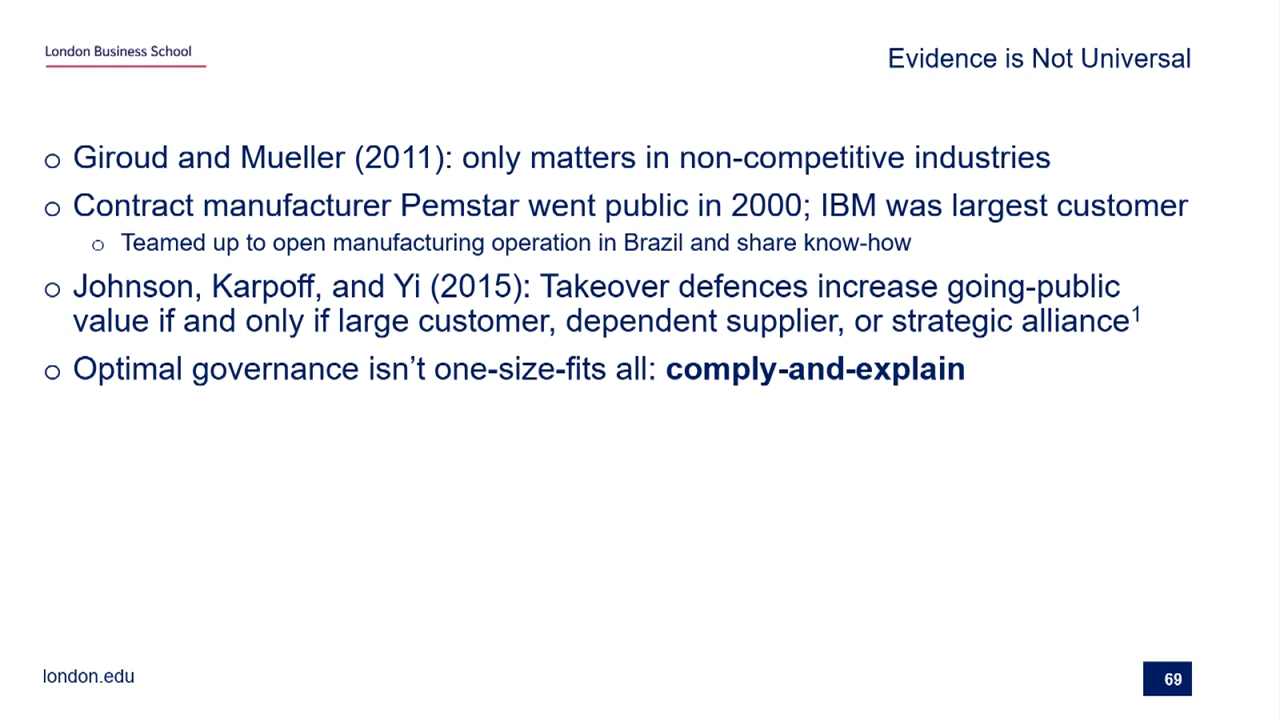 London Business School
Evidence is Not Universal
o Giroud and Mueller (2011): only matters in non-competitive industries
o Contract manufacturer Pemstar went public in 2000; IBM was largest customer
o Teamed up to open manufacturing operation in Brazil and share know-how
o Johnson, Karpoff, and Yi (2015): Takeover defences increase going-public
value if and only if large customer, dependent supplier, or strategic alliance¹
o Optimal governance isn’t one-size-fits all: comply-and-explain
london.edu
69